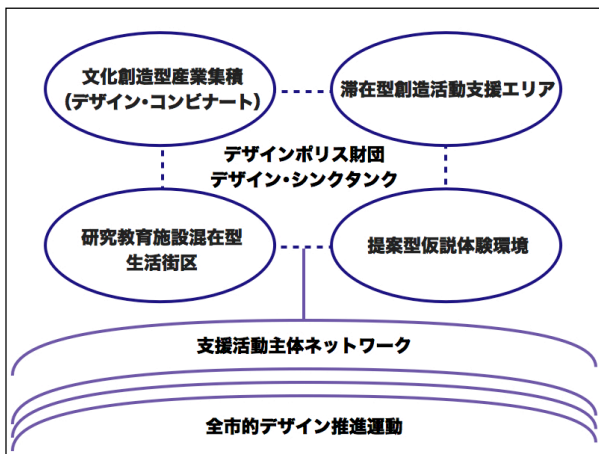 文化創造型産業集積
(デザイン・コンビナート)
滞在型創造活動支援エリア
デザインポリス財団
デザイン・シンクタンク
研究教育施設混在型
生活街区
提案型仮説体験環境
支援活動主体ネットワーク
全市的デザイン推進運動